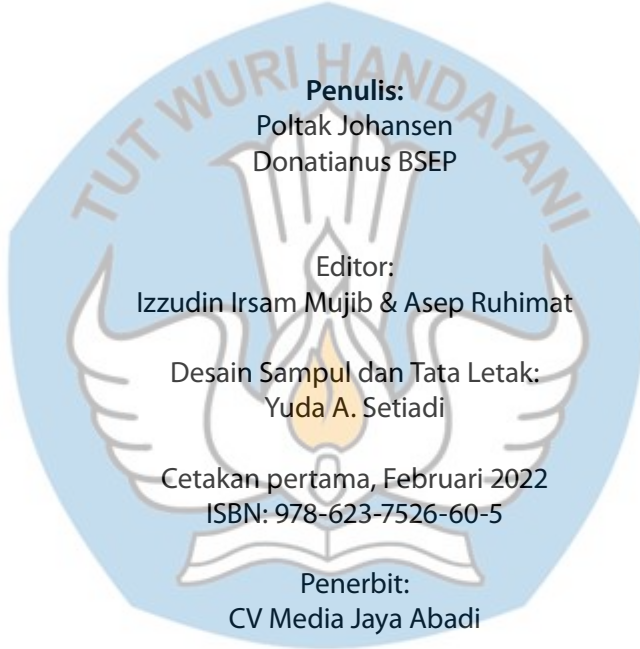 TUT WURI HANDAYANI
Penulis:
Poltak Johansen
Donatianus BSEP
Editor:
Izzudin Irsam Mujib & Asep Ruhimat
Desain Sampul dan Tata Letak:
Yuda A. Setiadi
Cetakan pertama, Februari 2022
ISBN: 978-623-7526-60-5
Penerbit:
CV Media Jaya Abadi